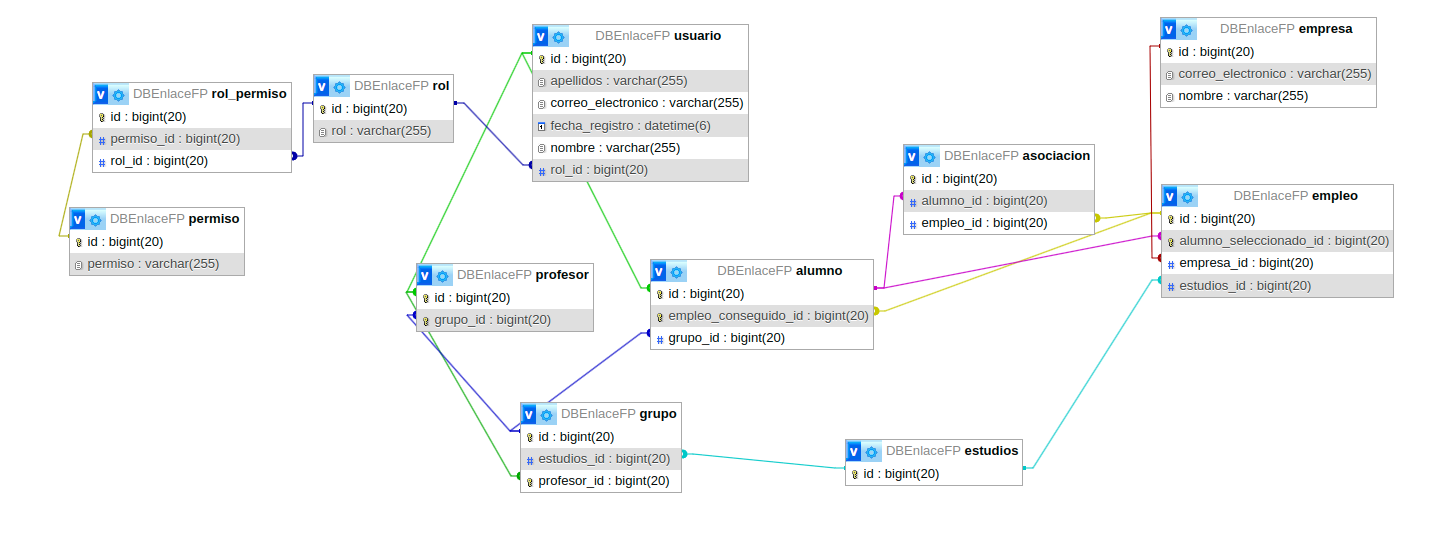 v DBEnlaceFP rol_permiso
id : bigint(20)
permiso_id : bigint(20)
rol_id : bigint(20)
v DBEnlaceFP permiso
id : bigint(20)
permiso : varchar(255)
v DBEnlaceFP rol
id : bigint(20)
rol : varchar(255)
v DBEnlaceFP usuario
id : bigint(20)
apellidos : varchar(255)
correo_electronico : varchar(255)
fecha_registro : datetime(6)
nombre : varchar(255)
rol_id : bigint(20)
v DBEnlaceFP profesor
id : bigint(20)
grupo_id : bigint(20)
v DBEnlaceFP alumno
id : bigint(20)
empleo_conseguido_id : bigint(20)
grupo_id : bigint(20)
v DBEnlaceFP grupo
id : bigint(20)
estudios_id : bigint(20)
profesor_id : bigint(20)
v DBEnlaceFP estudios
id : bigint(20)
v DBEnlaceFP asociacion
id : bigint(20)
alumno_id : bigint(20)
empleo_id : bigint(20)
v DBEnlaceFP empresa
id : bigint(20)
correo_electronico : varchar(255)
nombre : varchar(255)
v DBEnlaceFP empleo
id : bigint(20)
alumno_seleccionado_id : bigint(20)
empresa_id : bigint(20)
estudios_id : bigint(20)